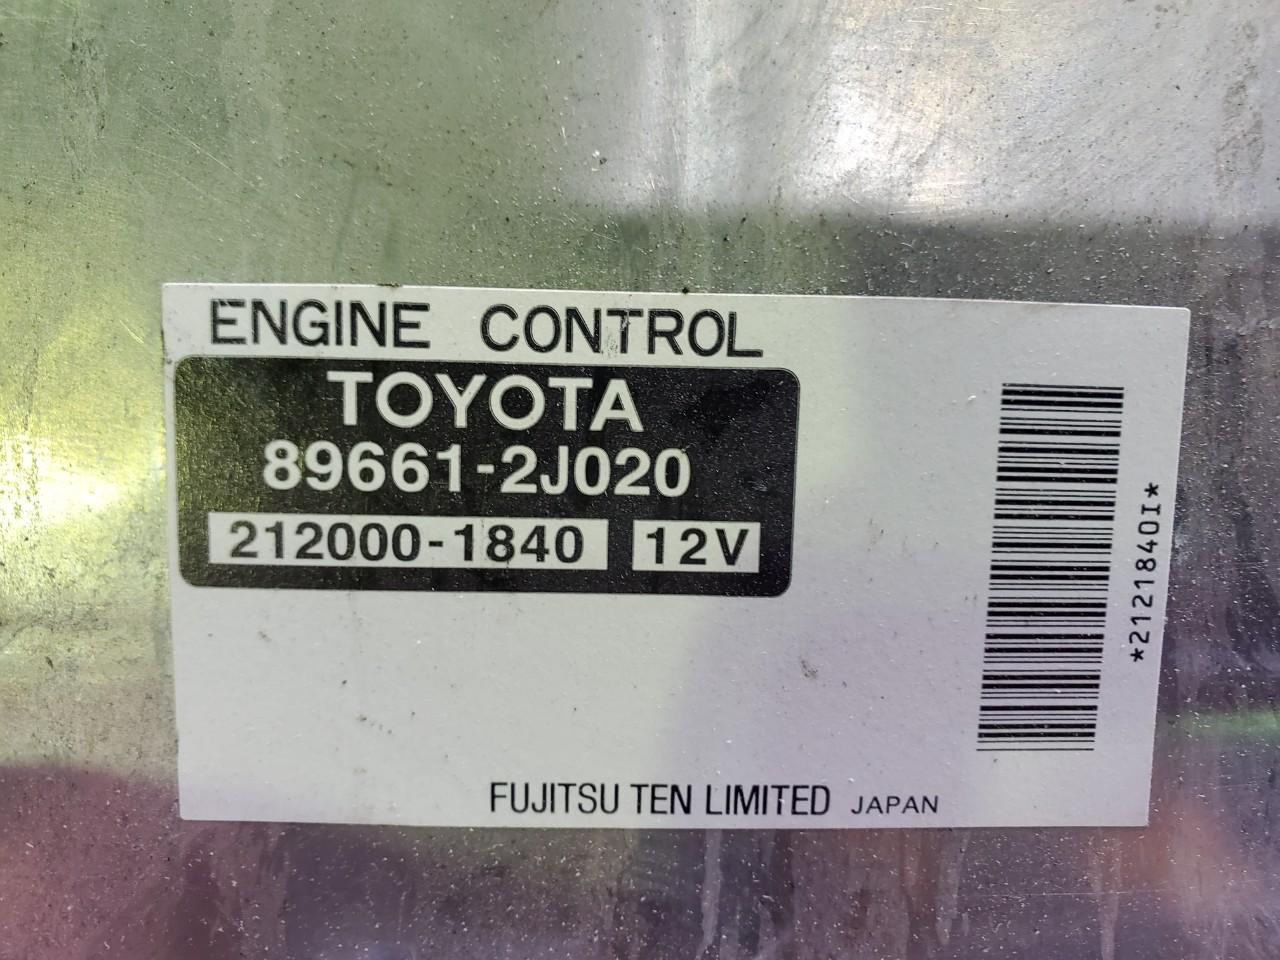 ENGINE CONTROL
TOYOTA
89661-2J020
212000-1840 12V
*2121840I*
FUJITSU TEN LIMITED JAPAN